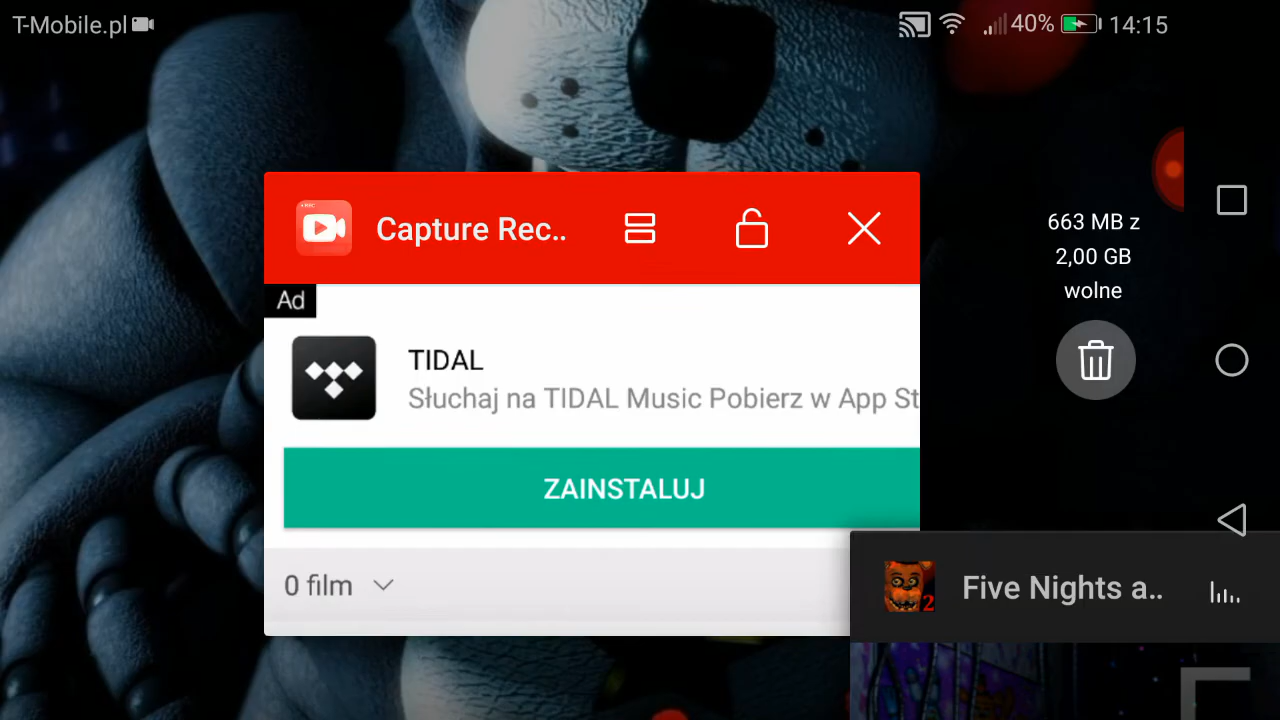 T-Mobile.pl
40% 14:15
Capture Rec..
663 MB z
2,00 GB
wolne
Ad
TIDAL
Słuchaj na TIDAL Music Pobierz w App St
ZAINSTALUJ
0 film
Five Nights a..
2